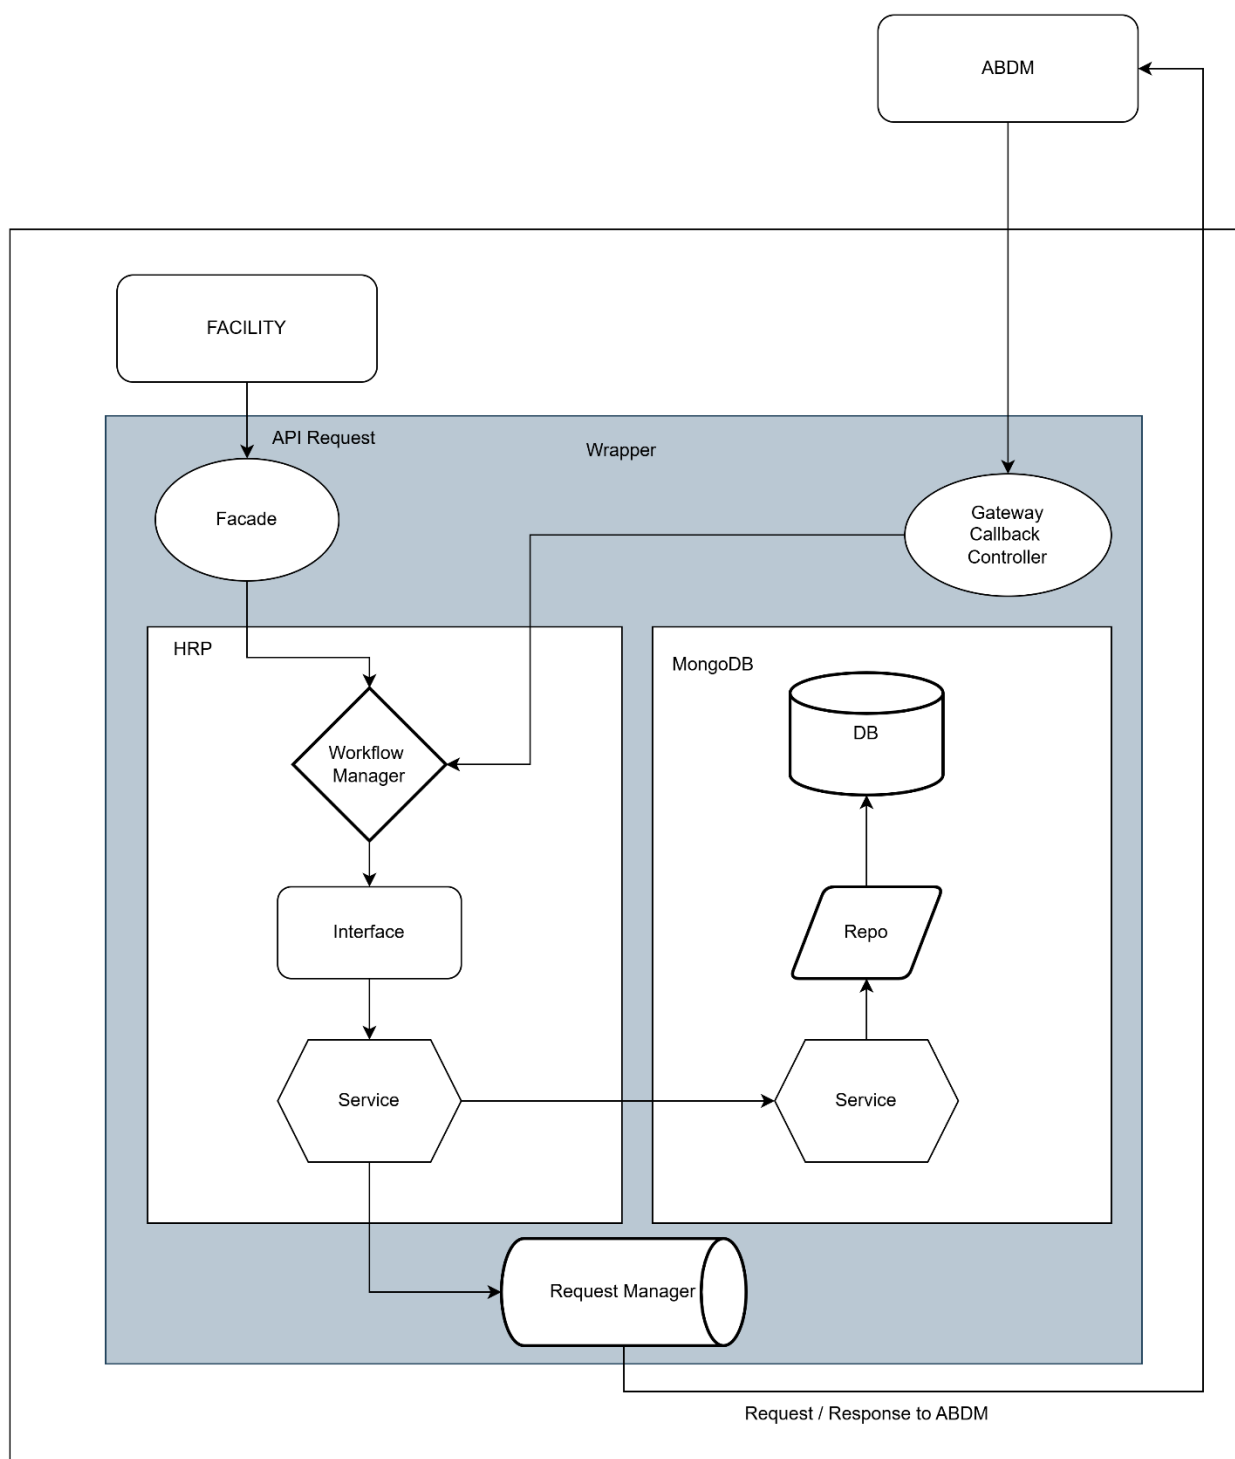 ABDM
FACILITY
API Request
Wrapper
Facade
Gateway
Callback
Controller
HRP
MongoDB
DB
Workflow
Manager
Interface
Repo
Service
Service
Request Manager
Request / Response to ABDM